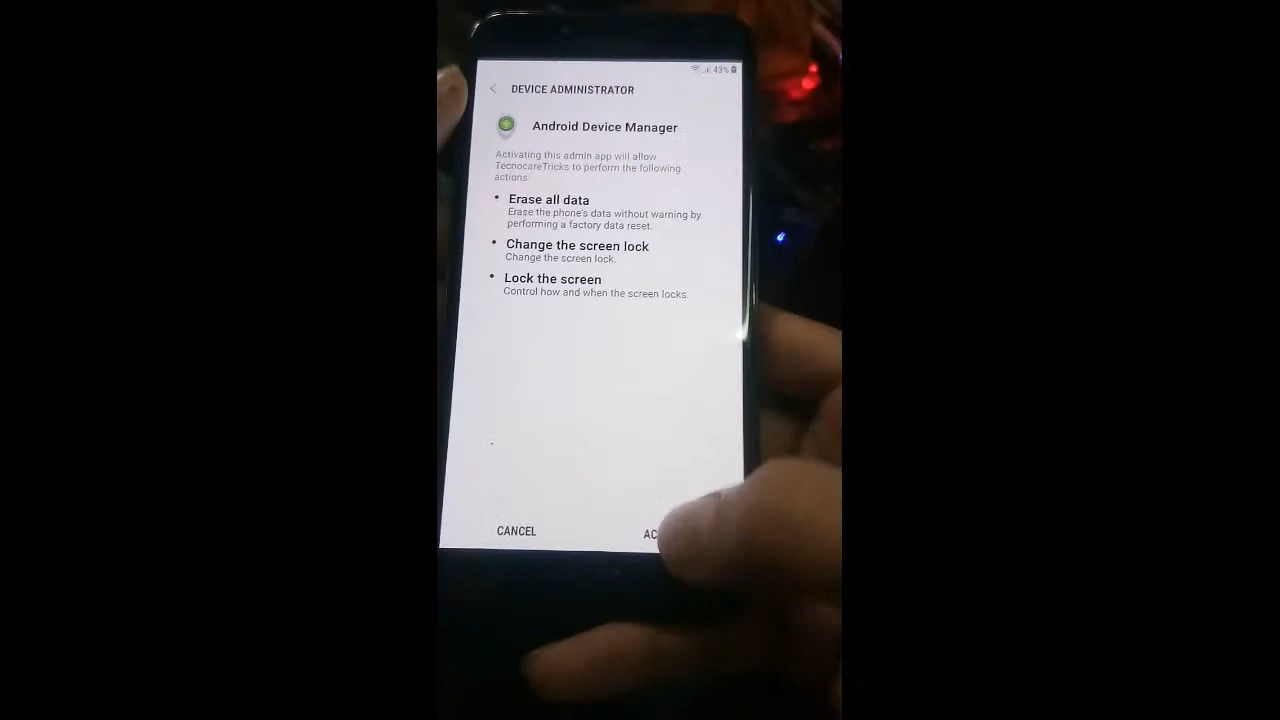 43%
DEVICE ADMINISTRATOR
Android Device Manager
Activating this admin app will allow
TecnocareTricks to perform the following
actions
• Erase all data
Erase the phone's data without warning by
performing a factory data reset.
• Change the screen lock
Change the screen lock.
• Lock the screen
Control how and when the screen locks.
CANCEL
AC